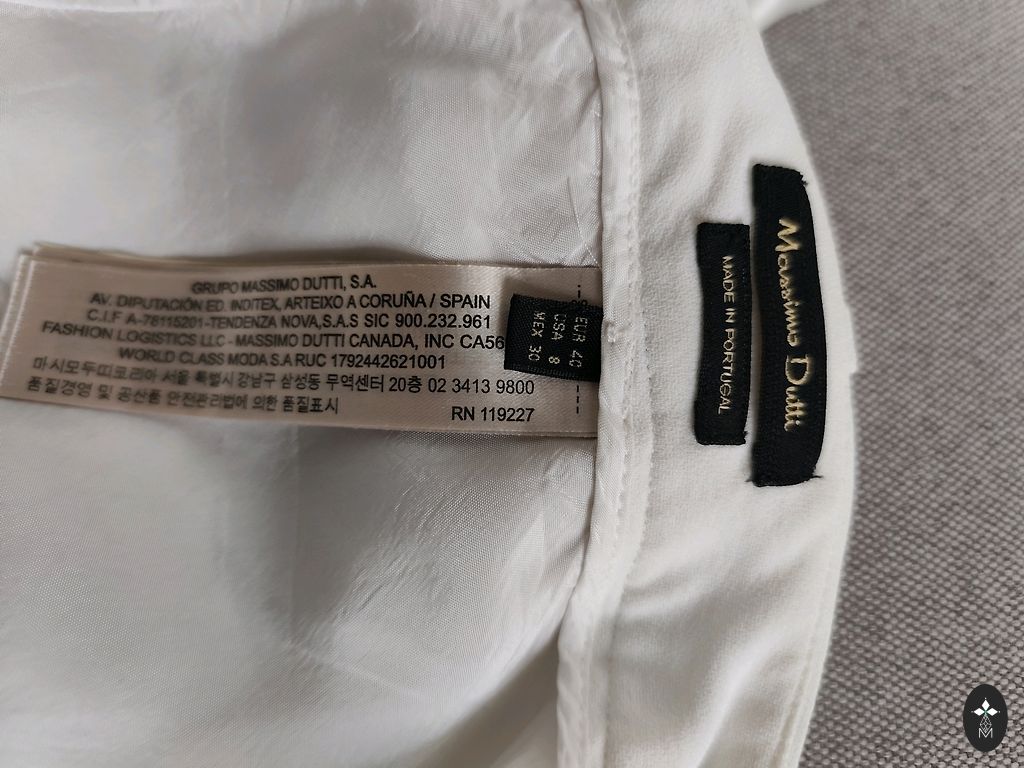 GRUPO MASSIMO DUTTI, S.A.
AV. DIPUTACIÓN ED. INDITEX, ARTEIXO A CORUÑA / SPAIN
C.I.F A-78115201-TENDENZA NOVA,S.A.S SIC 900.232.961
FASHION LOGISTICS LLC - MASSIMO DUTTI CANADA, INC CA56
WORLD CLASS MODA S.A RUC 1792442621001
마시모두띠코리아 서울 특별시 강남구 삼성동 무역센터 20층 02 3413 9800
품질경영 및 공산품 안전관리법에 의한 품질표시
RN 119227
EUR 40
USA 8
MEX 30
MADE IN PORTUGAL
Massimo Dutti
M